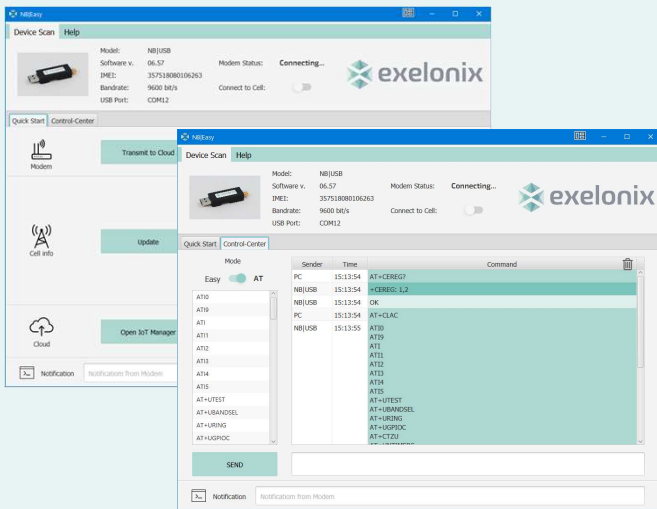 NB|Easy
Device Scan Help
Model: NB|USB
Software v. 06.57 Modem Status: Connecting...
IMEI: 357518080106263
Bandrate: 9600 bit/s Connect to Cell:
USB Port: COM12
exelonix
Quick Start Control-Center
Modem
Transmit to Cloud
Cell info
Update
Cloud
Open IoT Manager
Notification Notifications from Modem
NB|Easy
Device Scan Help
Model: NB|USB
Software v. 06.57 Modem Status: Connecting...
IMEI: 357518080106263
Bandrate: 9600 bit/s Connect to Cell:
USB Port: COM12
exelonix
Quick Start Control-Center
Mode
Easy AT
ATI0
ATI9
ATI
ATI1
ATI2
ATI3
ATI4
ATI5
AT+UTEST
AT+UBANDSEL
AT+URING
AT+UGPIOC
SEND
Sender Time Command
PC 15:13:54 AT+CEREG?
NB|USB 15:13:54 +CEREG: 1,2
NB|USB 15:13:54 OK
PC 15:13:54 AT+CLAC
NB|USB 15:13:55 ATI0
ATI9
ATI
ATI1
ATI2
ATI3
ATI4
ATI5
AT+UTEST
AT+UBANDSEL
AT+URING
AT+UGPIOC
AT+CTZU
Notification Notifications from Modem